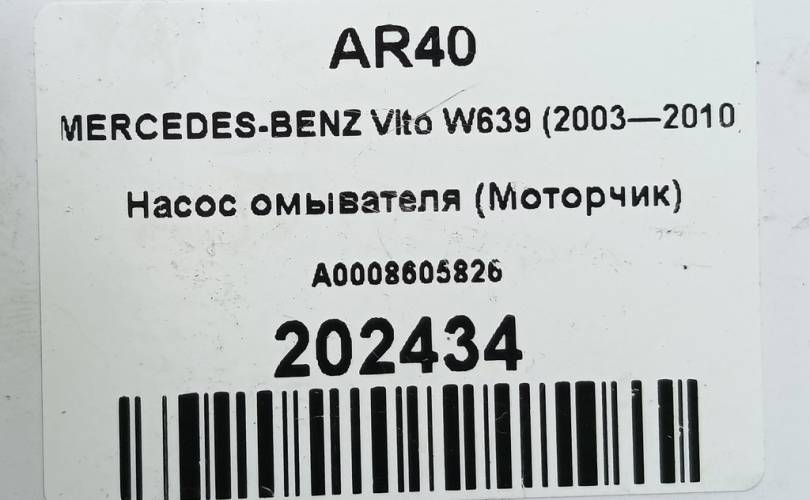 AR40
MERCEDES-BENZ Vito W639 (2003—2010
Насос омывателя (Моторчик)
A0008605826
202434